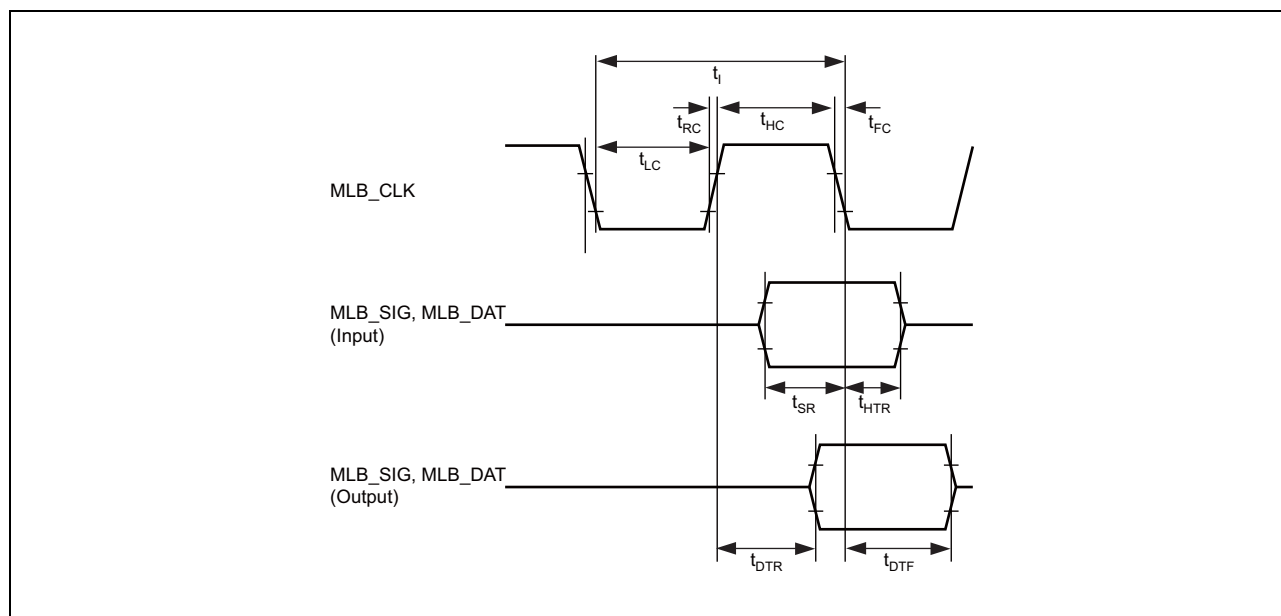 t_I
t_RC
t_HC
t_FC
t_LC
MLB_CLK
MLB_SIG, MLB_DAT
(Input)
t_SR
t_HTR
MLB_SIG, MLB_DAT
(Output)
t_DTR
t_DTF